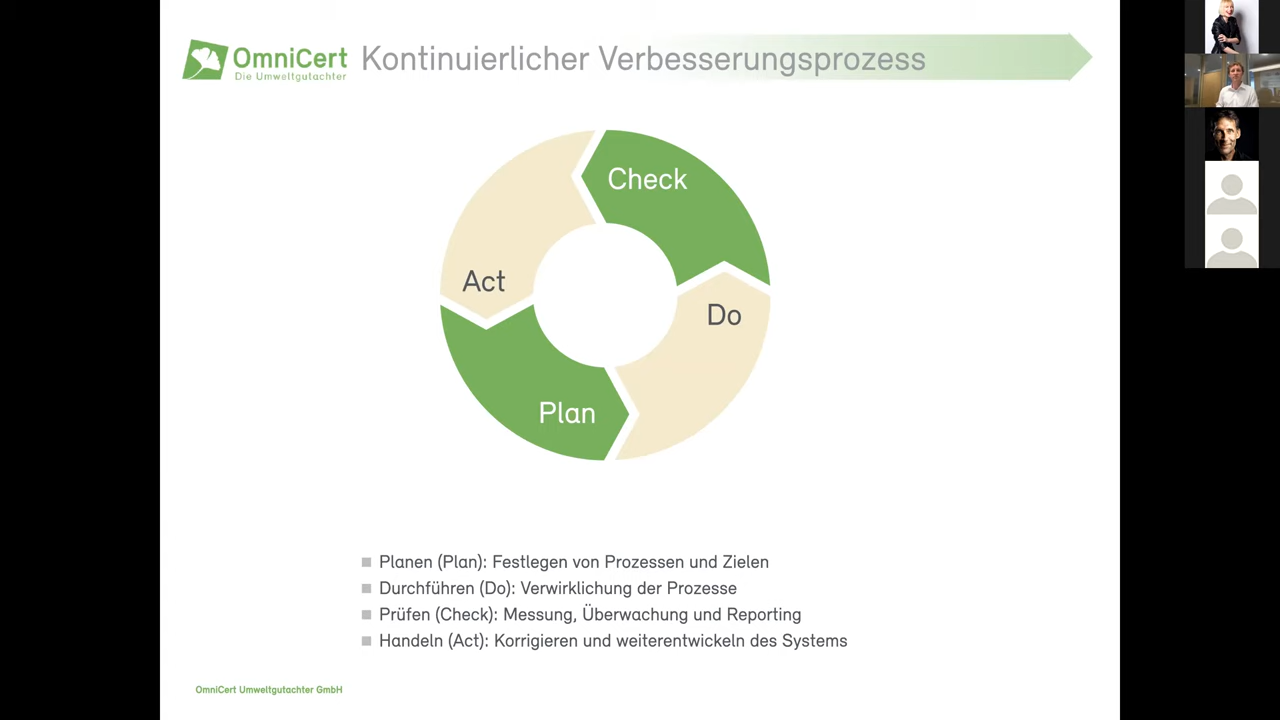 OmniCert
Die Umweltgutachter
Kontinuierlicher Verbesserungsprozess
Check
Act
Do
Plan
Planen (Plan): Festlegen von Prozessen und Zielen
Durchführen (Do): Verwirklichung der Prozesse
Prüfen (Check): Messung, Überwachung und Reporting
Handeln (Act): Korrigieren und weiterentwickeln des Systems
OmniCert Umweltgutachter GmbH